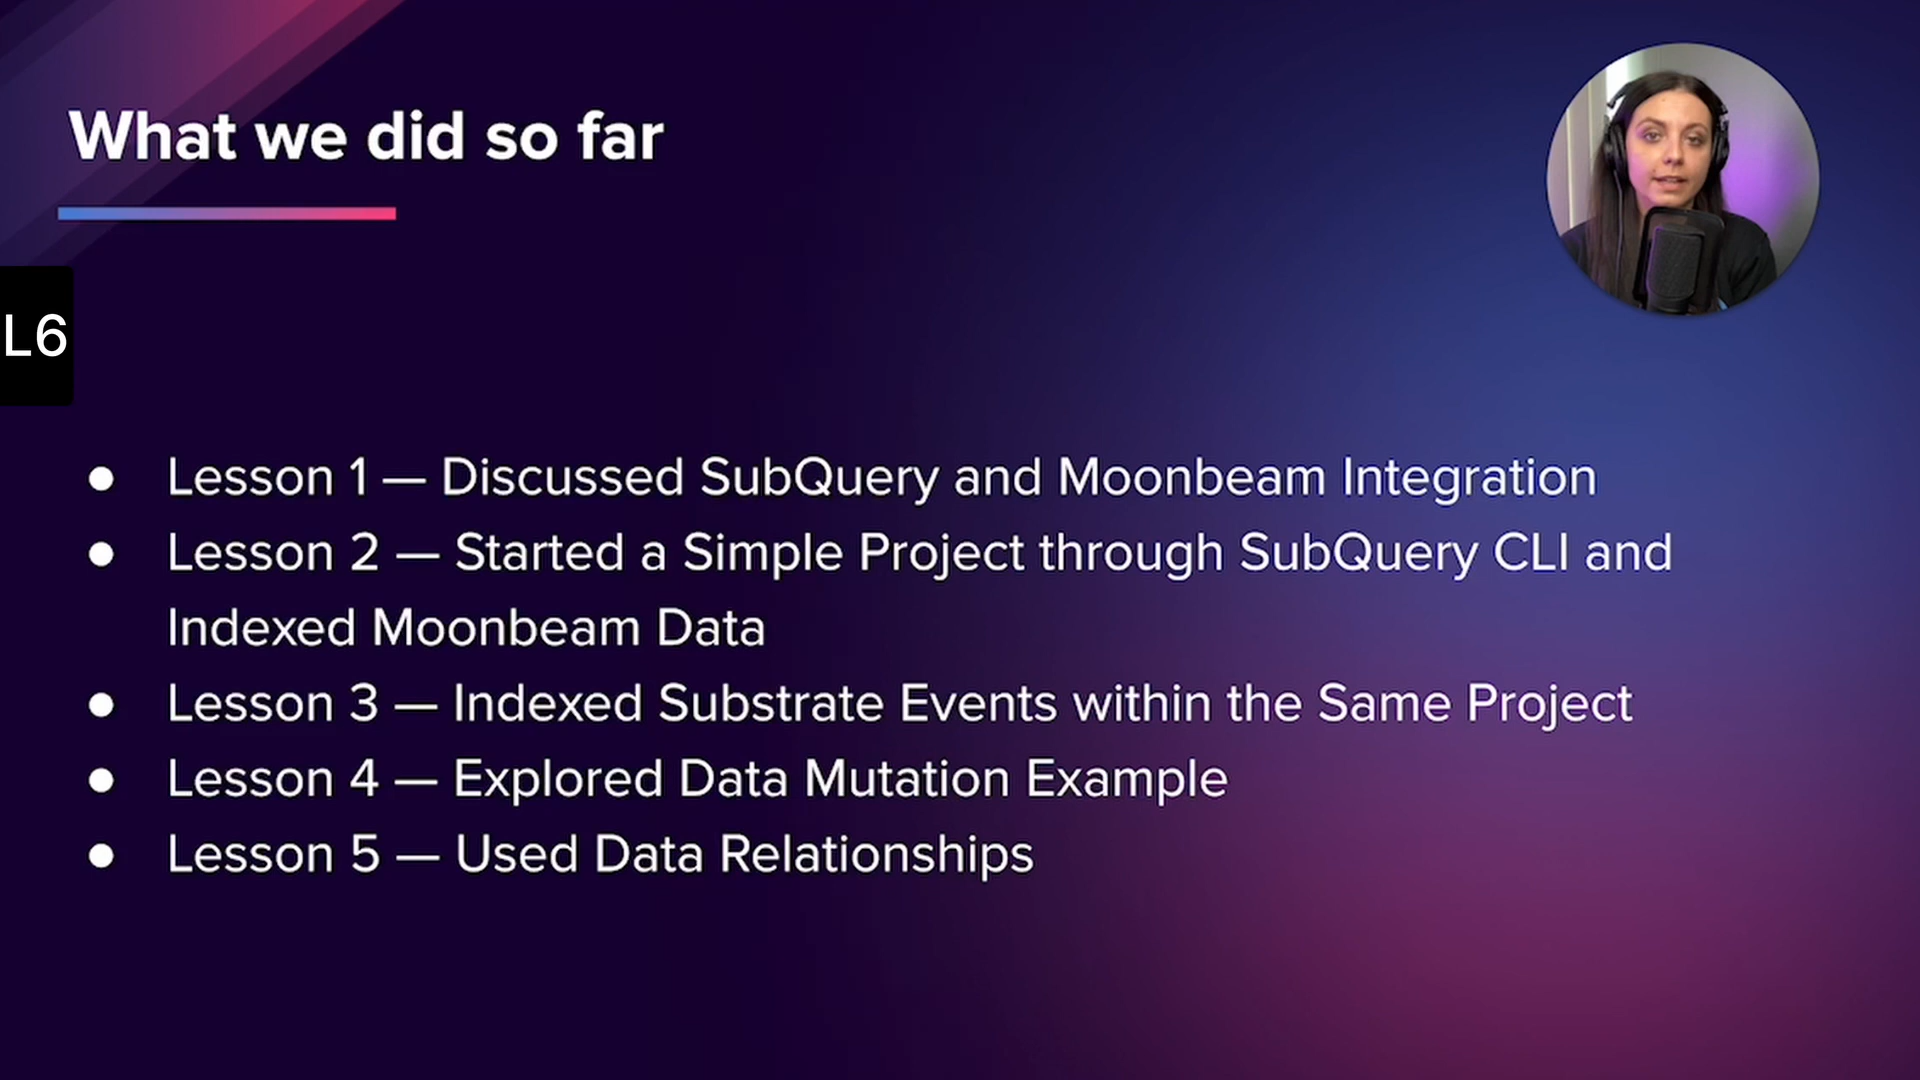 What we did so far
L6
● Lesson 1 — Discussed SubQuery and Moonbeam Integration
● Lesson 2 — Started a Simple Project through SubQuery CLI and
Indexed Moonbeam Data
● Lesson 3 — Indexed Substrate Events within the Same Project
● Lesson 4 — Explored Data Mutation Example
● Lesson 5 — Used Data Relationships